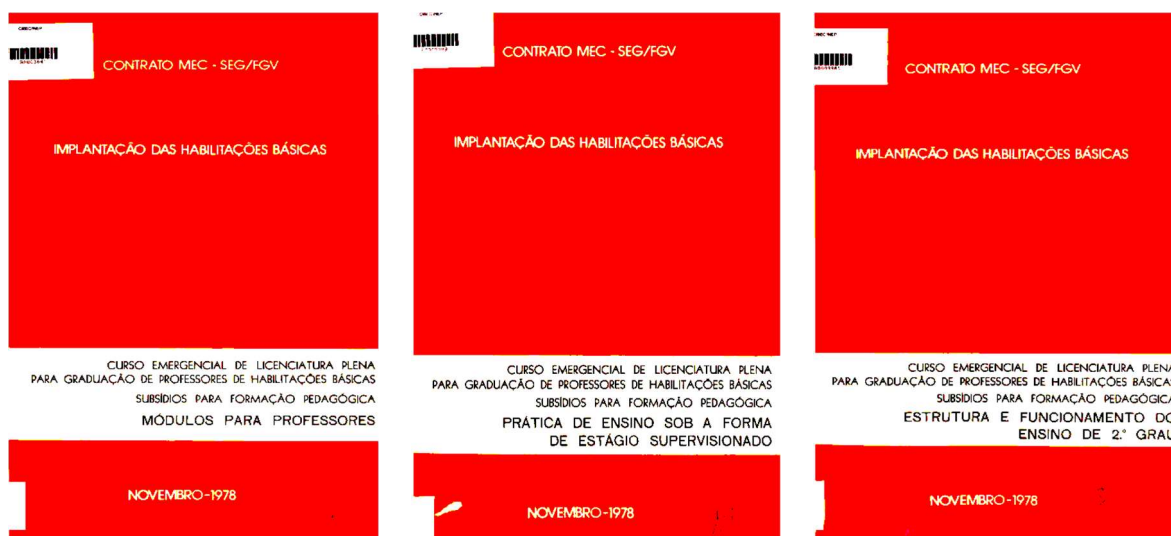 CONTRATO MEC - SEG/FGV
IMPLANTAÇÃO DAS HABILITAÇÕES BÁSICAS
CURSO EMERGENCIAL DE LICENCIATURA PLENA
PARA GRADUAÇÃO DE PROFESSORES DE HABILITAÇÕES BÁSICAS
SUBSÍDIOS PARA FORMAÇÃO PEDAGÓGICA
MÓDULOS PARA PROFESSORES
NOVEMBRO-1978
CONTRATO MEC - SEG/FGV
IMPLANTAÇÃO DAS HABILITAÇÕES BÁSICAS
CURSO EMERGENCIAL DE LICENCIATURA PLENA
PARA GRADUAÇÃO DE PROFESSORES DE HABILITAÇÕES BÁSICAS
SUBSÍDIOS PARA FORMAÇÃO PEDAGÓGICA
PRÁTICA DE ENSINO SOB A FORMA
DE ESTÁGIO SUPERVISIONADO
NOVEMBRO-1978
CONTRATO MEC - SEG/FGV
IMPLANTAÇÃO DAS HABILITAÇÕES BÁSICAS
CURSO EMERGENCIAL DE LICENCIATURA PLENA
PARA GRADUAÇÃO DE PROFESSORES DE HABILITAÇÕES BÁSICAS
SUBSÍDIOS PARA FORMAÇÃO PEDAGÓGICA
ESTRUTURA E FUNCIONAMENTO DO
ENSINO DE 2.º GRAU
NOVEMBRO-1978